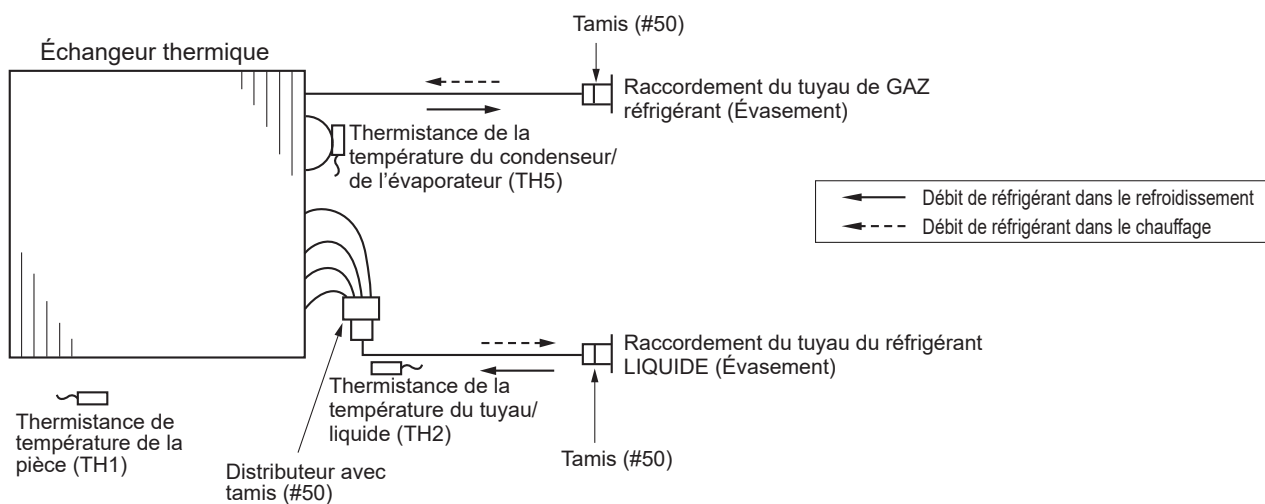 Tamis (#50)
Échangeur thermique
Raccordement du tuyau de GAZ
réfrigérant (Évasement)
Thermistance de la
température du condenseur/
de l’évaporateur (TH5)
Débit de réfrigérant dans le refroidissement
Débit de réfrigérant dans le chauffage
Raccordement du tuyau du réfrigérant
LIQUIDE (Évasement)
Thermistance de la
température du tuyau/
liquide (TH2)
Thermistance de
température de la
pièce (TH1)
Distributeur avec
tamis (#50)
Tamis (#50)